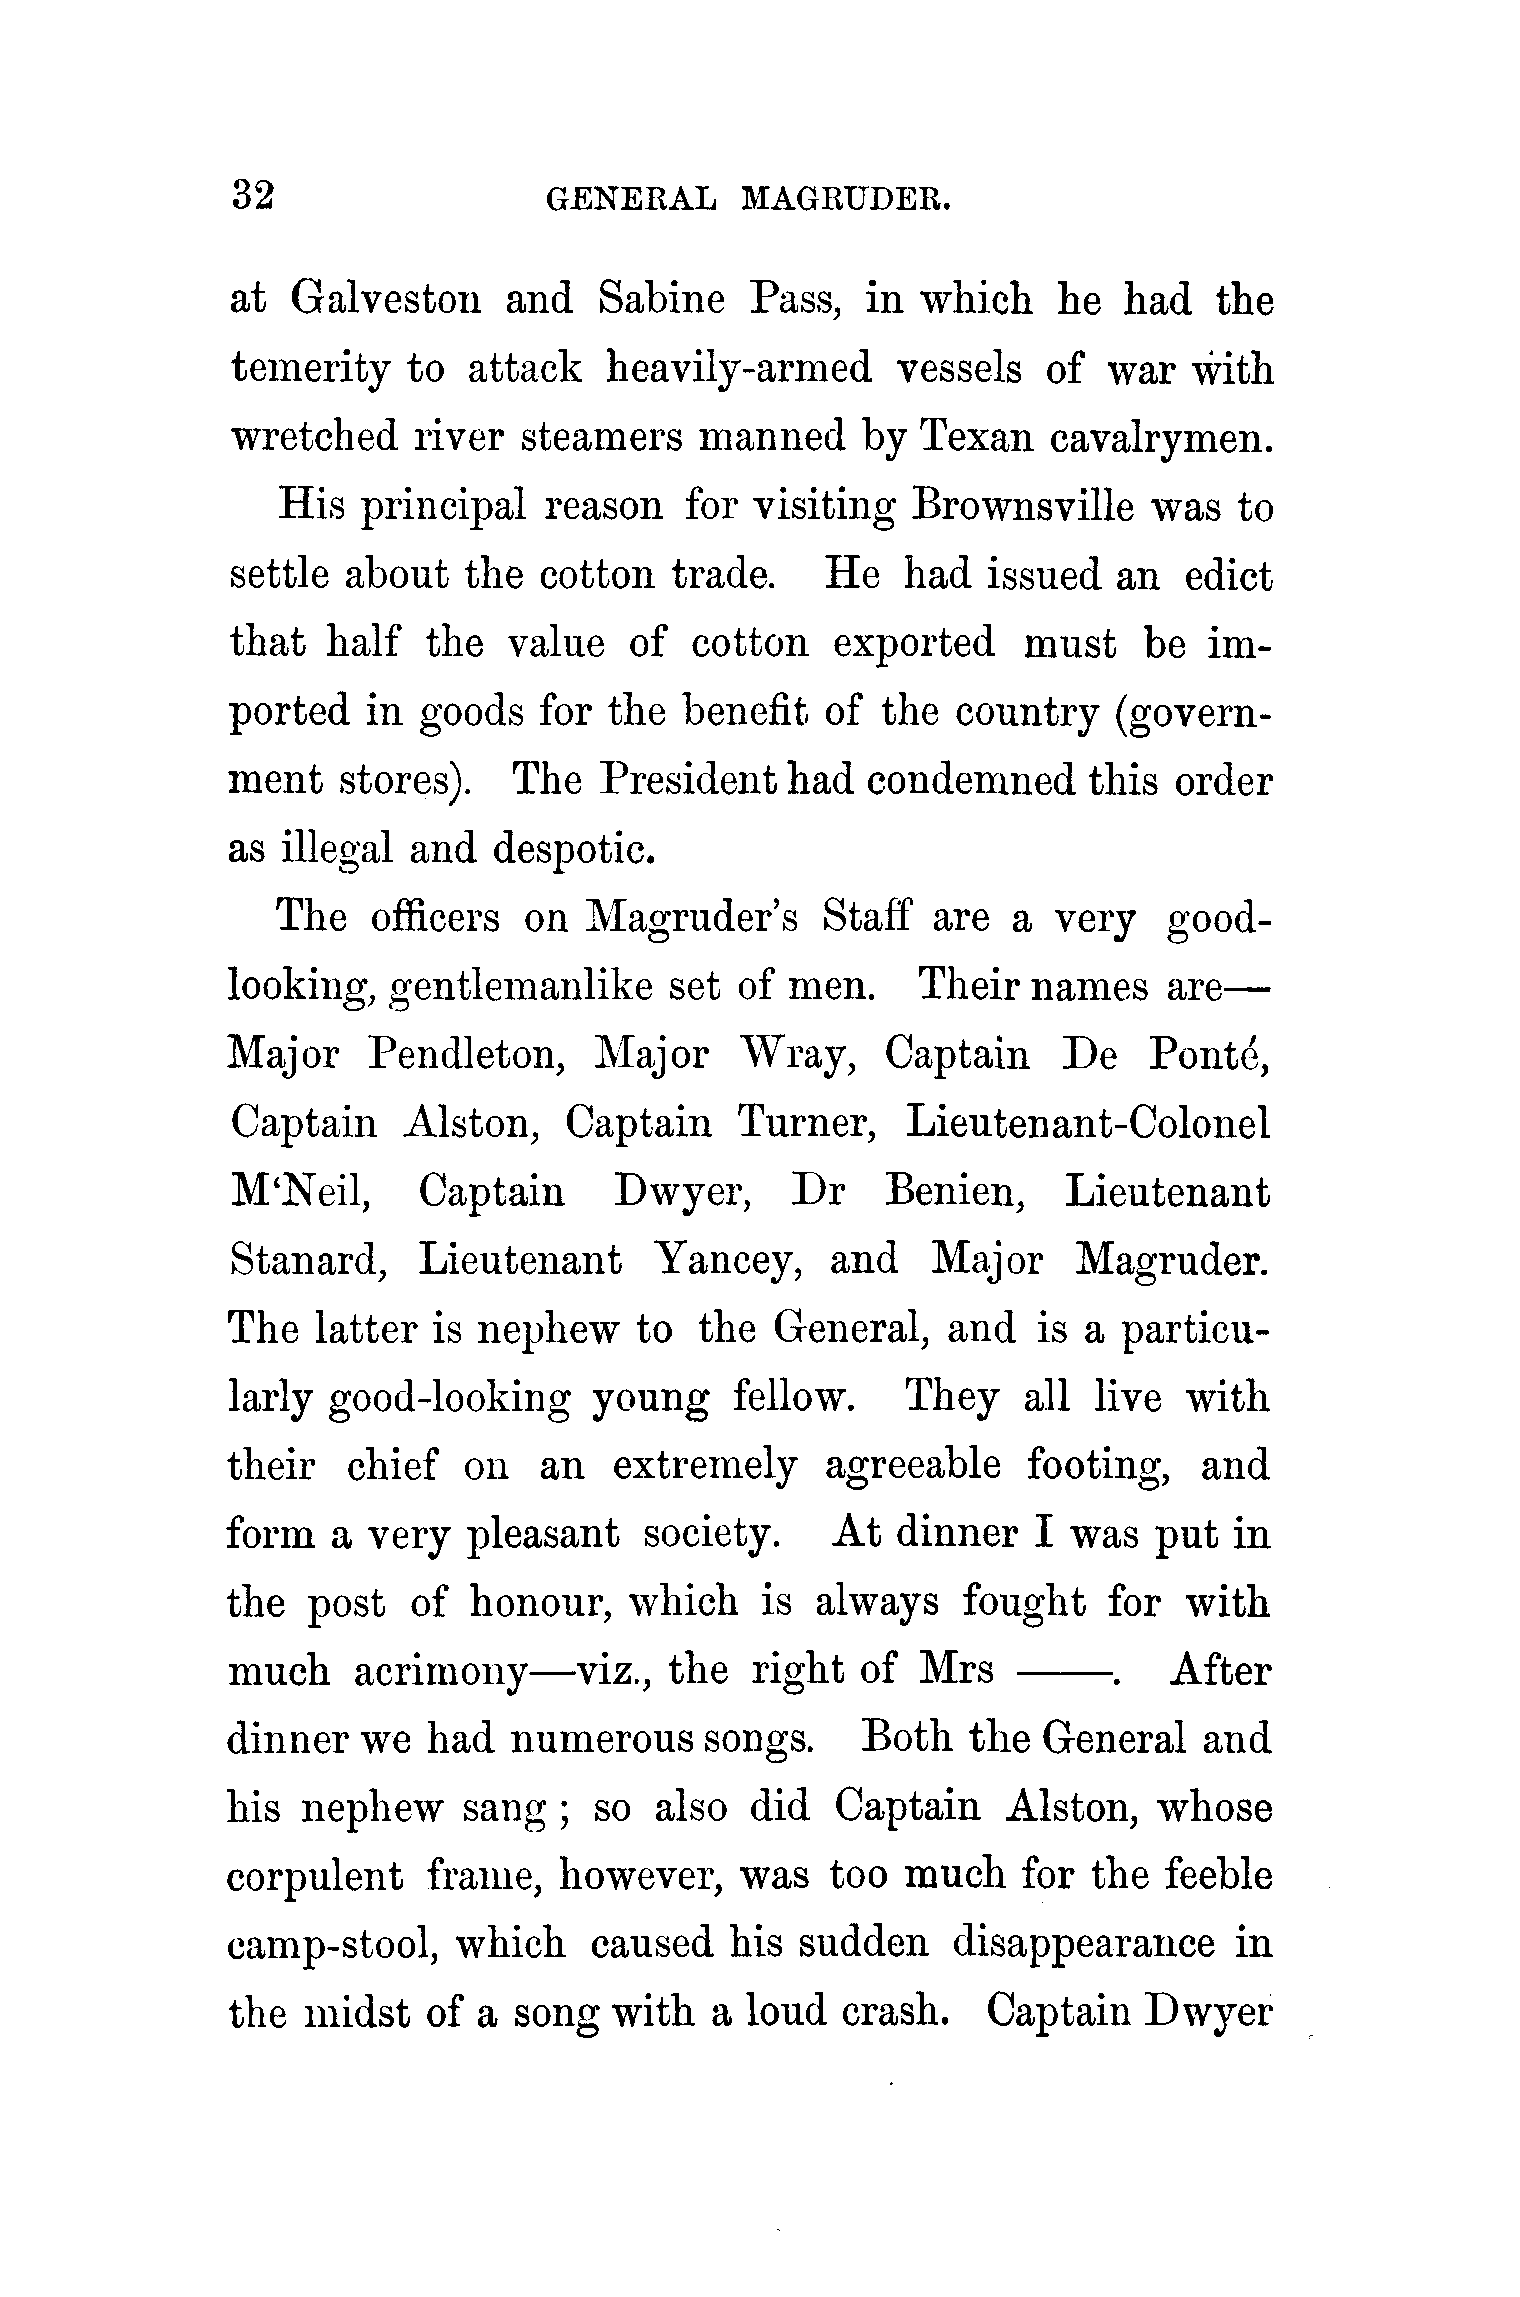 32 GENERAL MAGRUDER.
at Galveston and Sabine Pass, in which he had the
temerity to attack heavily-armed vessels of war with
wretched river steamers manned by Texan cavalrymen.
His principal reason for visiting Brownsville was to
settle about the cotton trade. He had issued an edict
that half the value of cotton exported must be im-
ported in goods for the benefit of the country (govern-
ment stores). The President had condemned this order
as illegal and despotic.
The officers on Magruder's Staff are a very good-
looking, gentlemanlike set of men. Their names are—
Major Pendleton, Major Wray, Captain De Ponté,
Captain Alston, Captain Turner, Lieutenant-Colonel
M‘Neil, Captain Dwyer, Dr Benien, Lieutenant
Stanard, Lieutenant Yancey, and Major Magruder.
The latter is nephew to the General, and is a particu-
larly good-looking young fellow. They all live with
their chief on an extremely agreeable footing, and
form a very pleasant society. At dinner I was put in
the post of honour, which is always fought for with
much acrimony—viz., the right of Mrs ——. After
dinner we had numerous songs. Both the General and
his nephew sang ; so also did Captain Alston, whose
corpulent frame, however, was too much for the feeble
camp-stool, which caused his sudden disappearance in
the midst of a song with a loud crash. Captain Dwyer